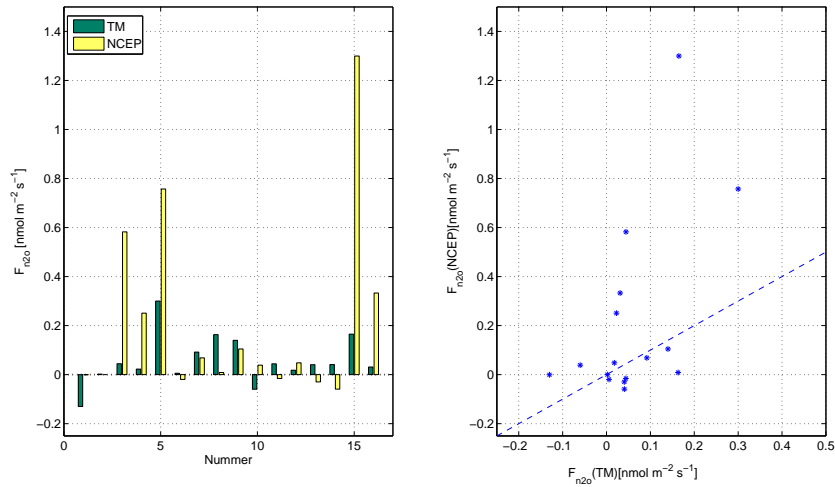 TM
NCEP
1.4
1.2
1
0.8
0.6
0.4
0.2
0
−0.2
F_n2o [nmol m⁻² s⁻¹]
0 5 10 15
Nummer
1.4
1.2
1
0.8
0.6
0.4
0.2
0
−0.2
F_n2o(NCEP)[nmol m⁻² s⁻¹]
−0.2 −0.1 0 0.1 0.2 0.3 0.4 0.5
F_n2o(TM)[nmol m⁻² s⁻¹]